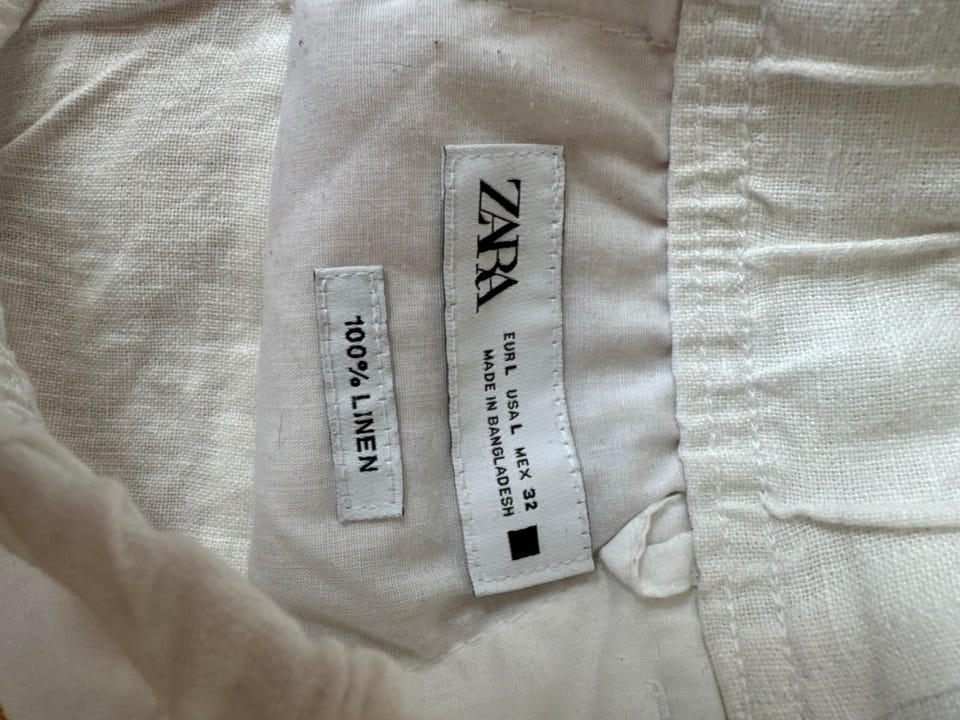 ZARA
EUR L USA L MEX 32
MADE IN BANGLADESH
100% LINEN